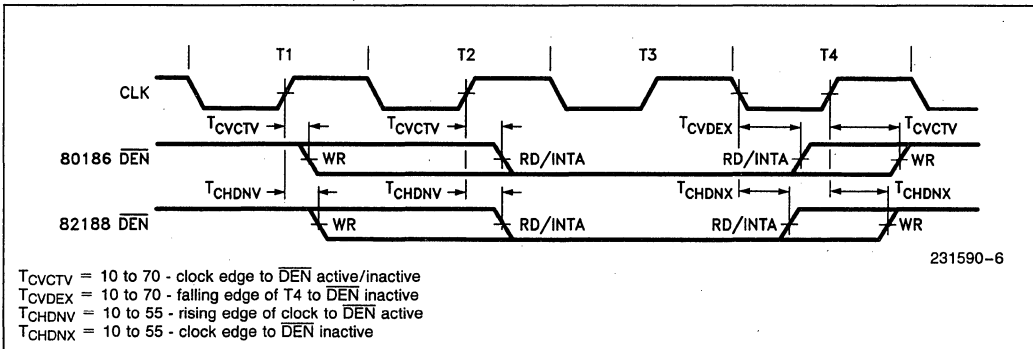 T1 T2 T3 T4
CLK
TCVCTV TCVCTV TCVDEX TCVCTV
80186 DEN WR RD/INTA RD/INTA WR
TCHDNV TCHDNV TCHDNX TCHDNX
82188 DEN WR RD/INTA RD/INTA WR
231590-6
TCVCTV = 10 to 70 - clock edge to DEN active/inactive
TCVDEX = 10 to 70 - falling edge of T4 to DEN inactive
TCHDNV = 10 to 55 - rising edge of clock to DEN active
TCHDNX = 10 to 55 - clock edge to DEN inactive